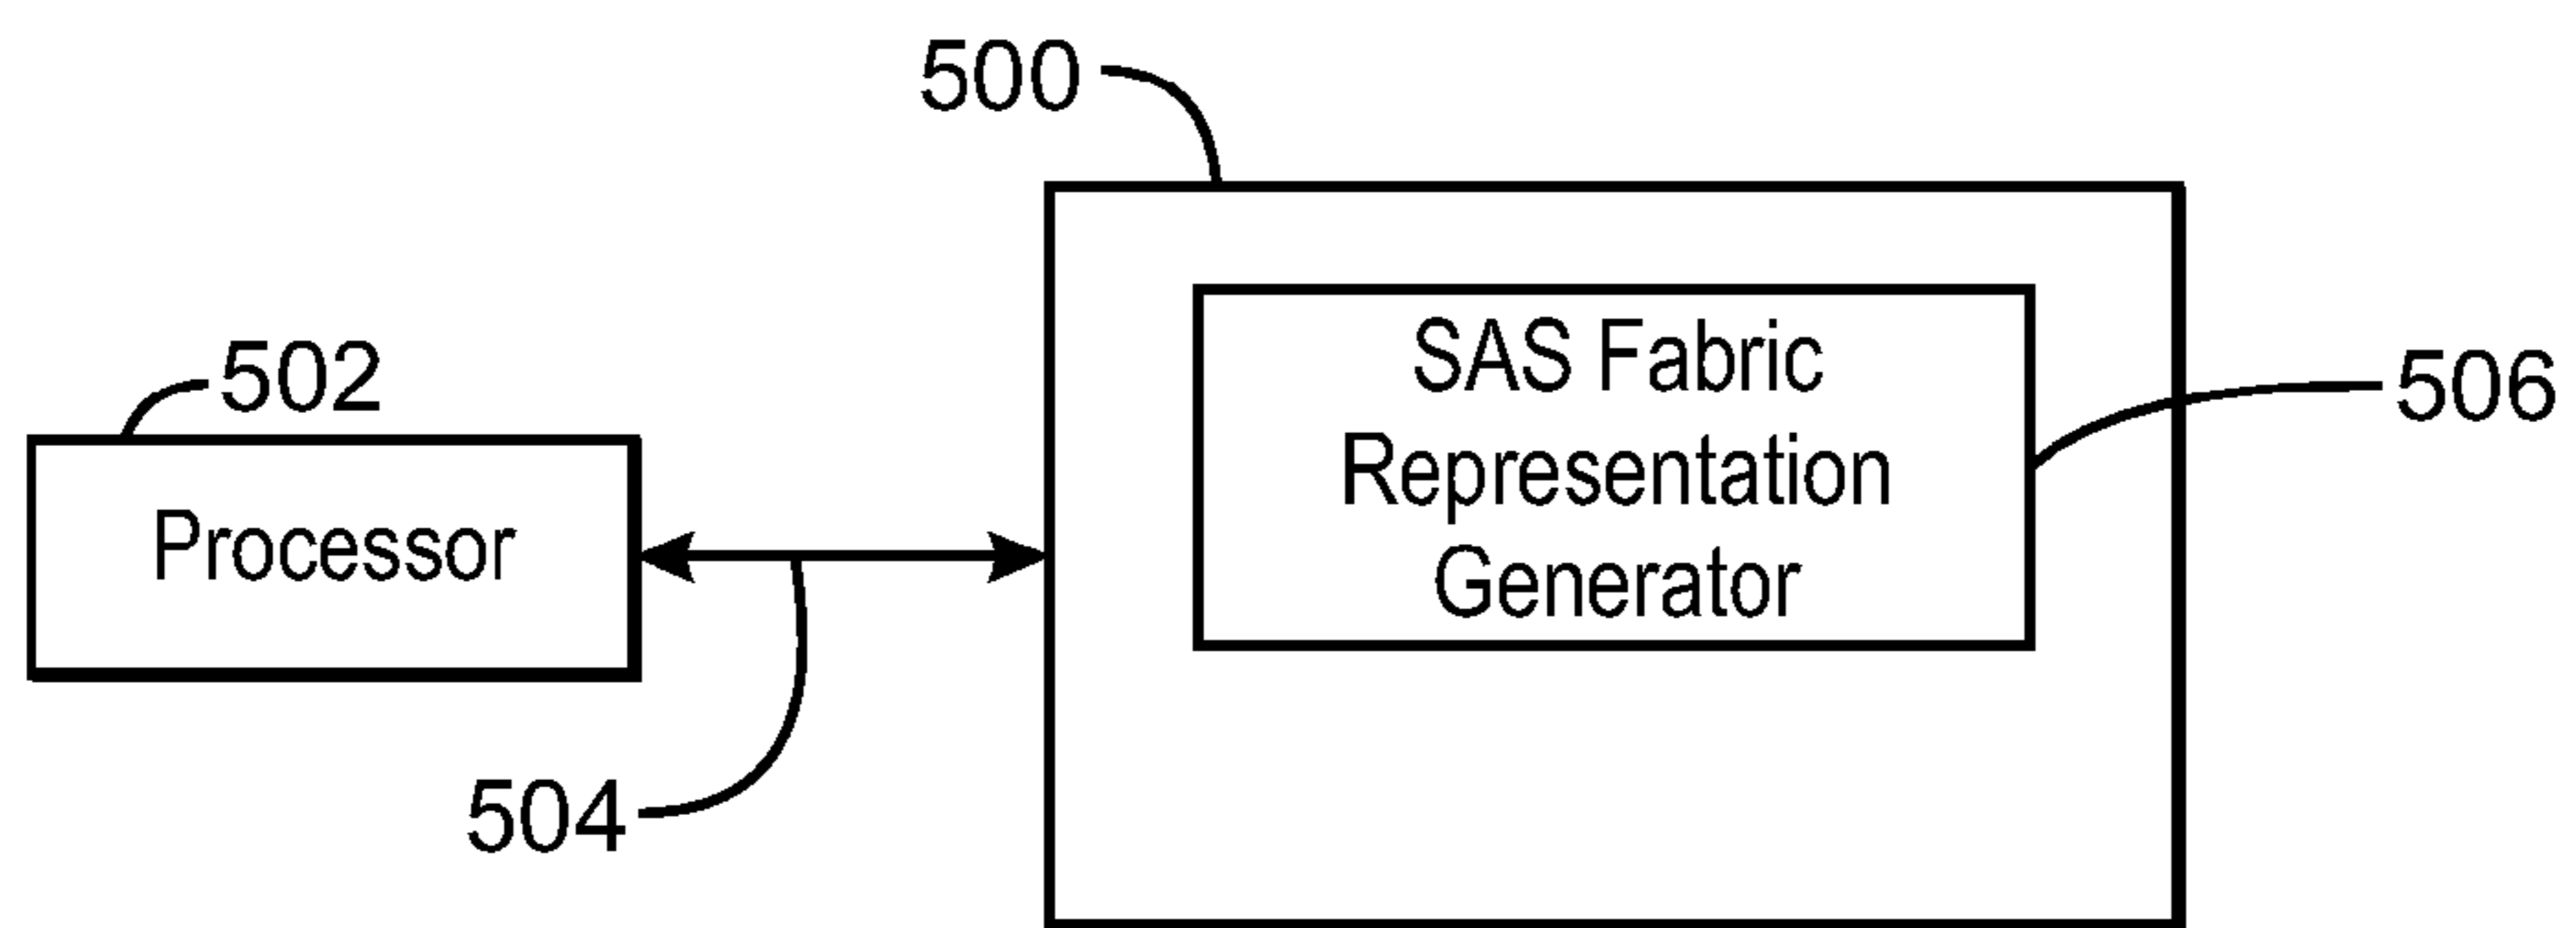 500
502
Processor
504
SAS Fabric
Representation
Generator
506